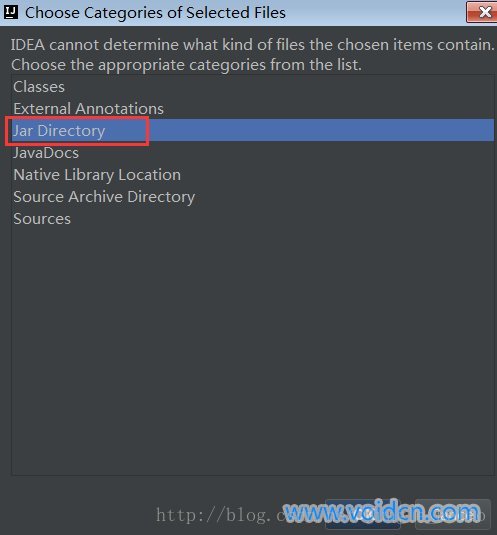 Choose Categories of Selected Files
IDEA cannot determine what kind of files the chosen items contain.
Choose the appropriate categories from the list.
Classes
External Annotations
Jar Directory
JavaDocs
Native Library Location
Source Archive Directory
Sources
http://blog.c
www.voidcn.com